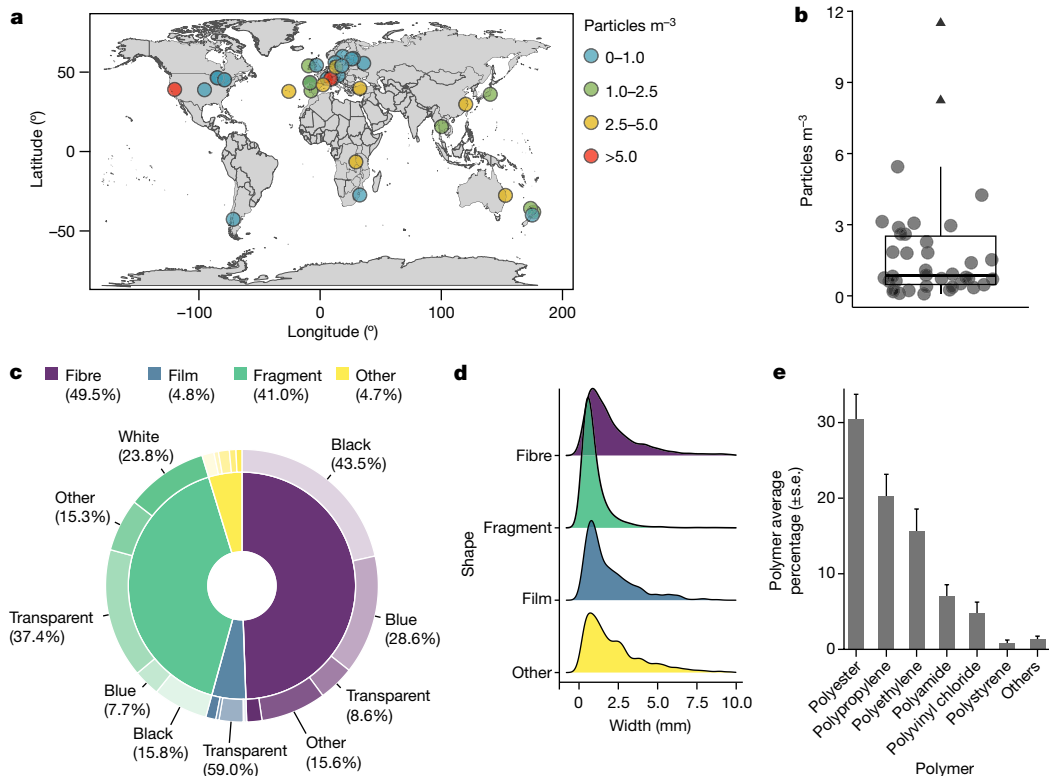 a
Particles m⁻³
0–1.0
1.0–2.5
2.5–5.0
>5.0
50
0
−50
Latitude (º)
−100
0
100
200
Longitude (º)
b
12
9
6
3
0
Particles m⁻³
c
Fibre
(49.5%)
Film
(4.8%)
Fragment
(41.0%)
Other
(4.7%)
White
(23.8%)
Black
(43.5%)
Other
(15.3%)
Transparent
(37.4%)
Blue
(28.6%)
Blue
(7.7%)
Transparent
(8.6%)
Black
(15.8%)
Transparent
(59.0%)
Other
(15.6%)
d
Shape
Fibre
Fragment
Film
Other
0
2.5
5.0
7.5
10.0
Width (mm)
e
Polymer average
percentage (±s.e.)
30
20
10
0
Polyester
Polypropylene
Polyethylene
Polyamide
Polyvinyl chloride
Polystyrene
Others
Polymer